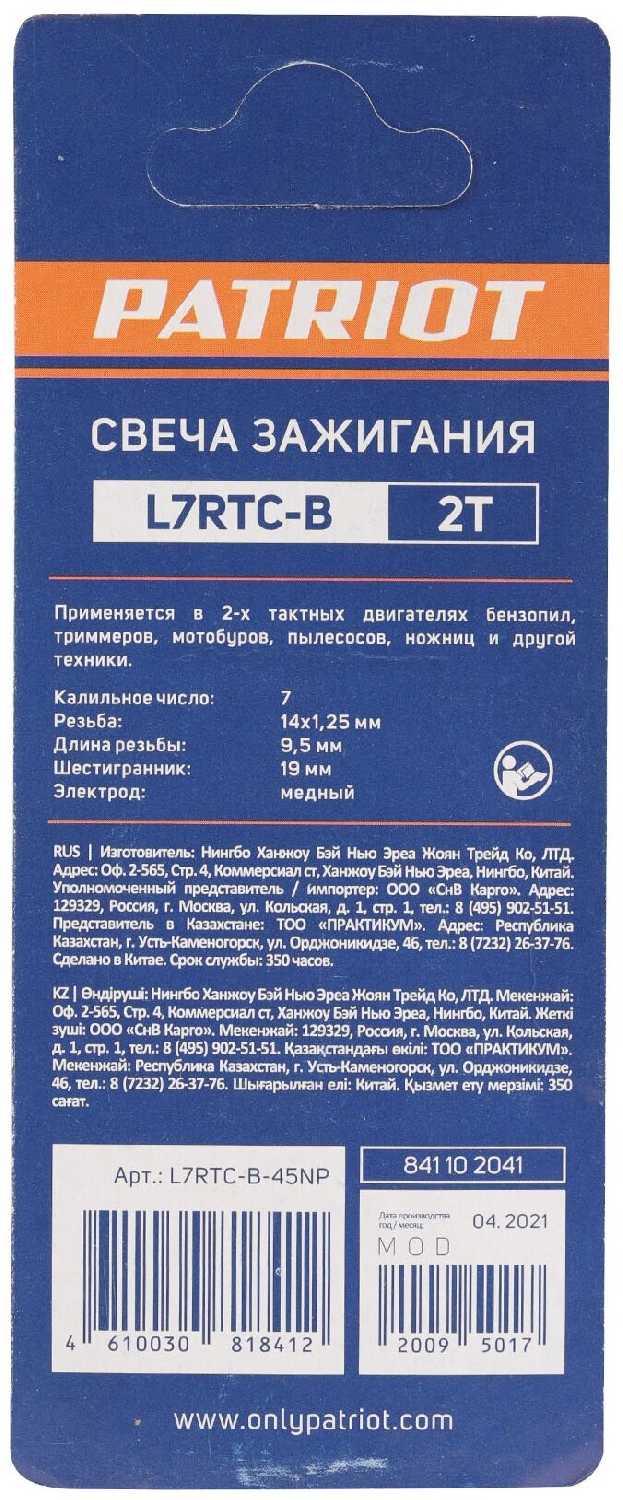 PATRIOT
СВЕЧА ЗАЖИГАНИЯ
L7RTC-B 2T
Применяется в 2-х тактных двигателях бензопил,
триммеров, мотобуров, пылесосов, ножниц и другой
техники.
Калильное число: 7
Резьба: 14x1,25 мм
Длина резьбы: 9,5 мм
Шестигранник: 19 мм
Электрод: медный
RUS | Изготовитель: Нингбо Ханжоу Бэй Нью Эреа Жоян Трейд Ко, ЛТД.
Адрес: Оф. 2-565, Стр. 4, Коммерсиал ст, Ханжоу Бэй Нью Эреа, Нингбо, Китай.
Уполномоченный представитель / импортер: ООО «СнВ Карго». Адрес:
129329, Россия, г. Москва, ул. Кольская, д. 1, стр. 1, тел.: 8 (495) 902-51-51.
Представитель в Казахстане: ТОО «ПРАКТИКУМ». Адрес: Республика
Казахстан, г. Усть-Каменогорск, ул. Орджоникидзе, 46, тел.: 8 (7232) 26-37-76.
Сделано в Китае. Срок службы: 350 часов.
KZ | Өндіруші: Нингбо Ханжоу Бэй Нью Эреа Жоян Трейд Ко, ЛТД. Мекенжай:
Оф. 2-565, Стр. 4, Коммерсиал ст, Ханжоу Бэй Нью Эреа, Нингбо, Китай. Жеткі
зуші: ООО «СнВ Карго». Мекенжай: 129329, Россия, г. Москва, ул. Кольская,
д. 1, стр. 1, тел.: 8 (495) 902-51-51. Қазақстандағы өкілі: ТОО «ПРАКТИКУМ».
Мекенжай: Республика Казахстан, г. Усть-Каменогорск, ул. Орджоникидзе,
46, тел.: 8 (7232) 26-37-76. Шығарылған елі: Китай. Қызмет ету мерзімі: 350
сағат.
Арт.: L7RTC-B-45NP
4 610030 818412
841 10 2041
Дата производства
год / месяц: 04. 2021
MOD
2009 5017
www.onlypatriot.com